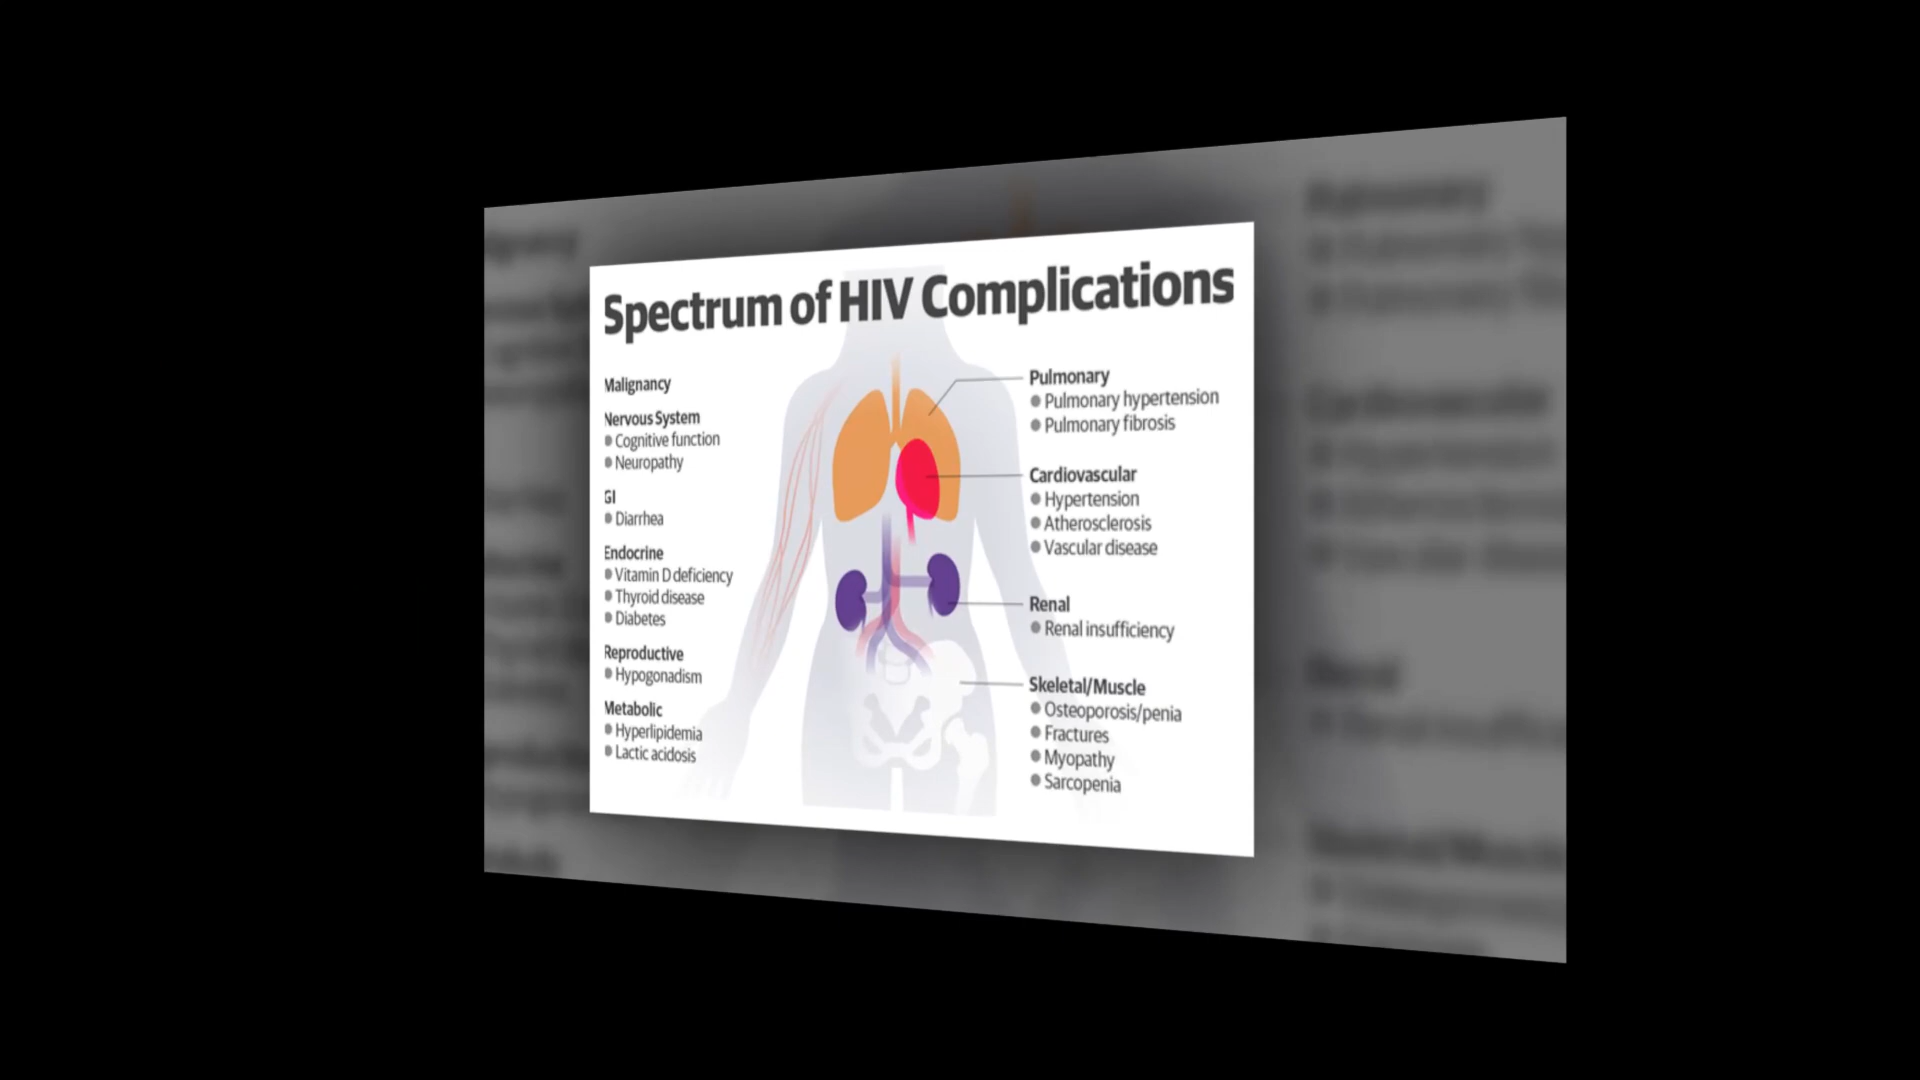 Spectrum of HIV Complications
Malignancy
Nervous System
Cognitive function
Neuropathy
GI
Diarrhea
Endocrine
Vitamin D deficiency
Thyroid disease
Diabetes
Reproductive
Hypogonadism
Metabolic
Hyperlipidemia
Lactic acidosis
Pulmonary
Pulmonary hypertension
Pulmonary fibrosis
Cardiovascular
Hypertension
Atherosclerosis
Vascular disease
Renal
Renal insufficiency
Skeletal/Muscle
Osteoporosis/penia
Fractures
Myopathy
Sarcopenia